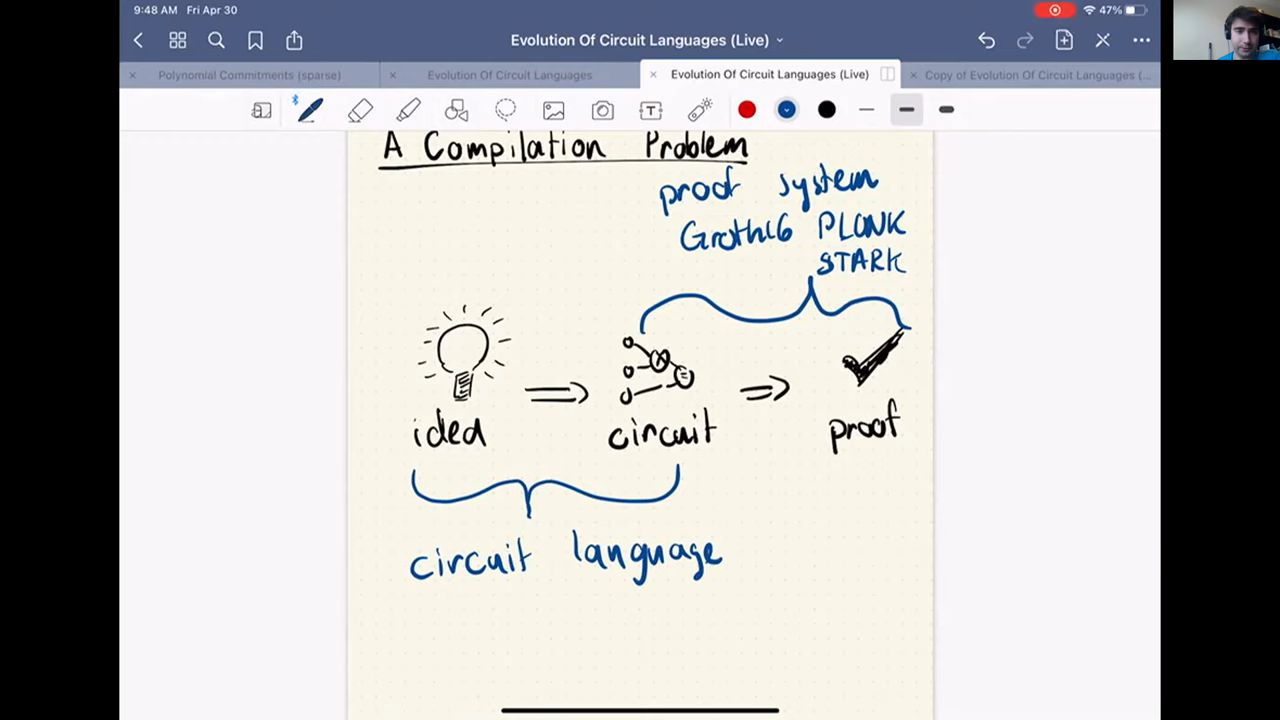 9:48 AM Fri Apr 30
47%
Evolution Of Circuit Languages (Live)
Polynomial Commitments (sparse)
Evolution Of Circuit Languages
Evolution Of Circuit Languages (Live)
Copy of Evolution Of Circuit Languages (...
A Compilation Problem
proof system
Groth16 PLONK
STARK
idea
circuit
proof
circuit language